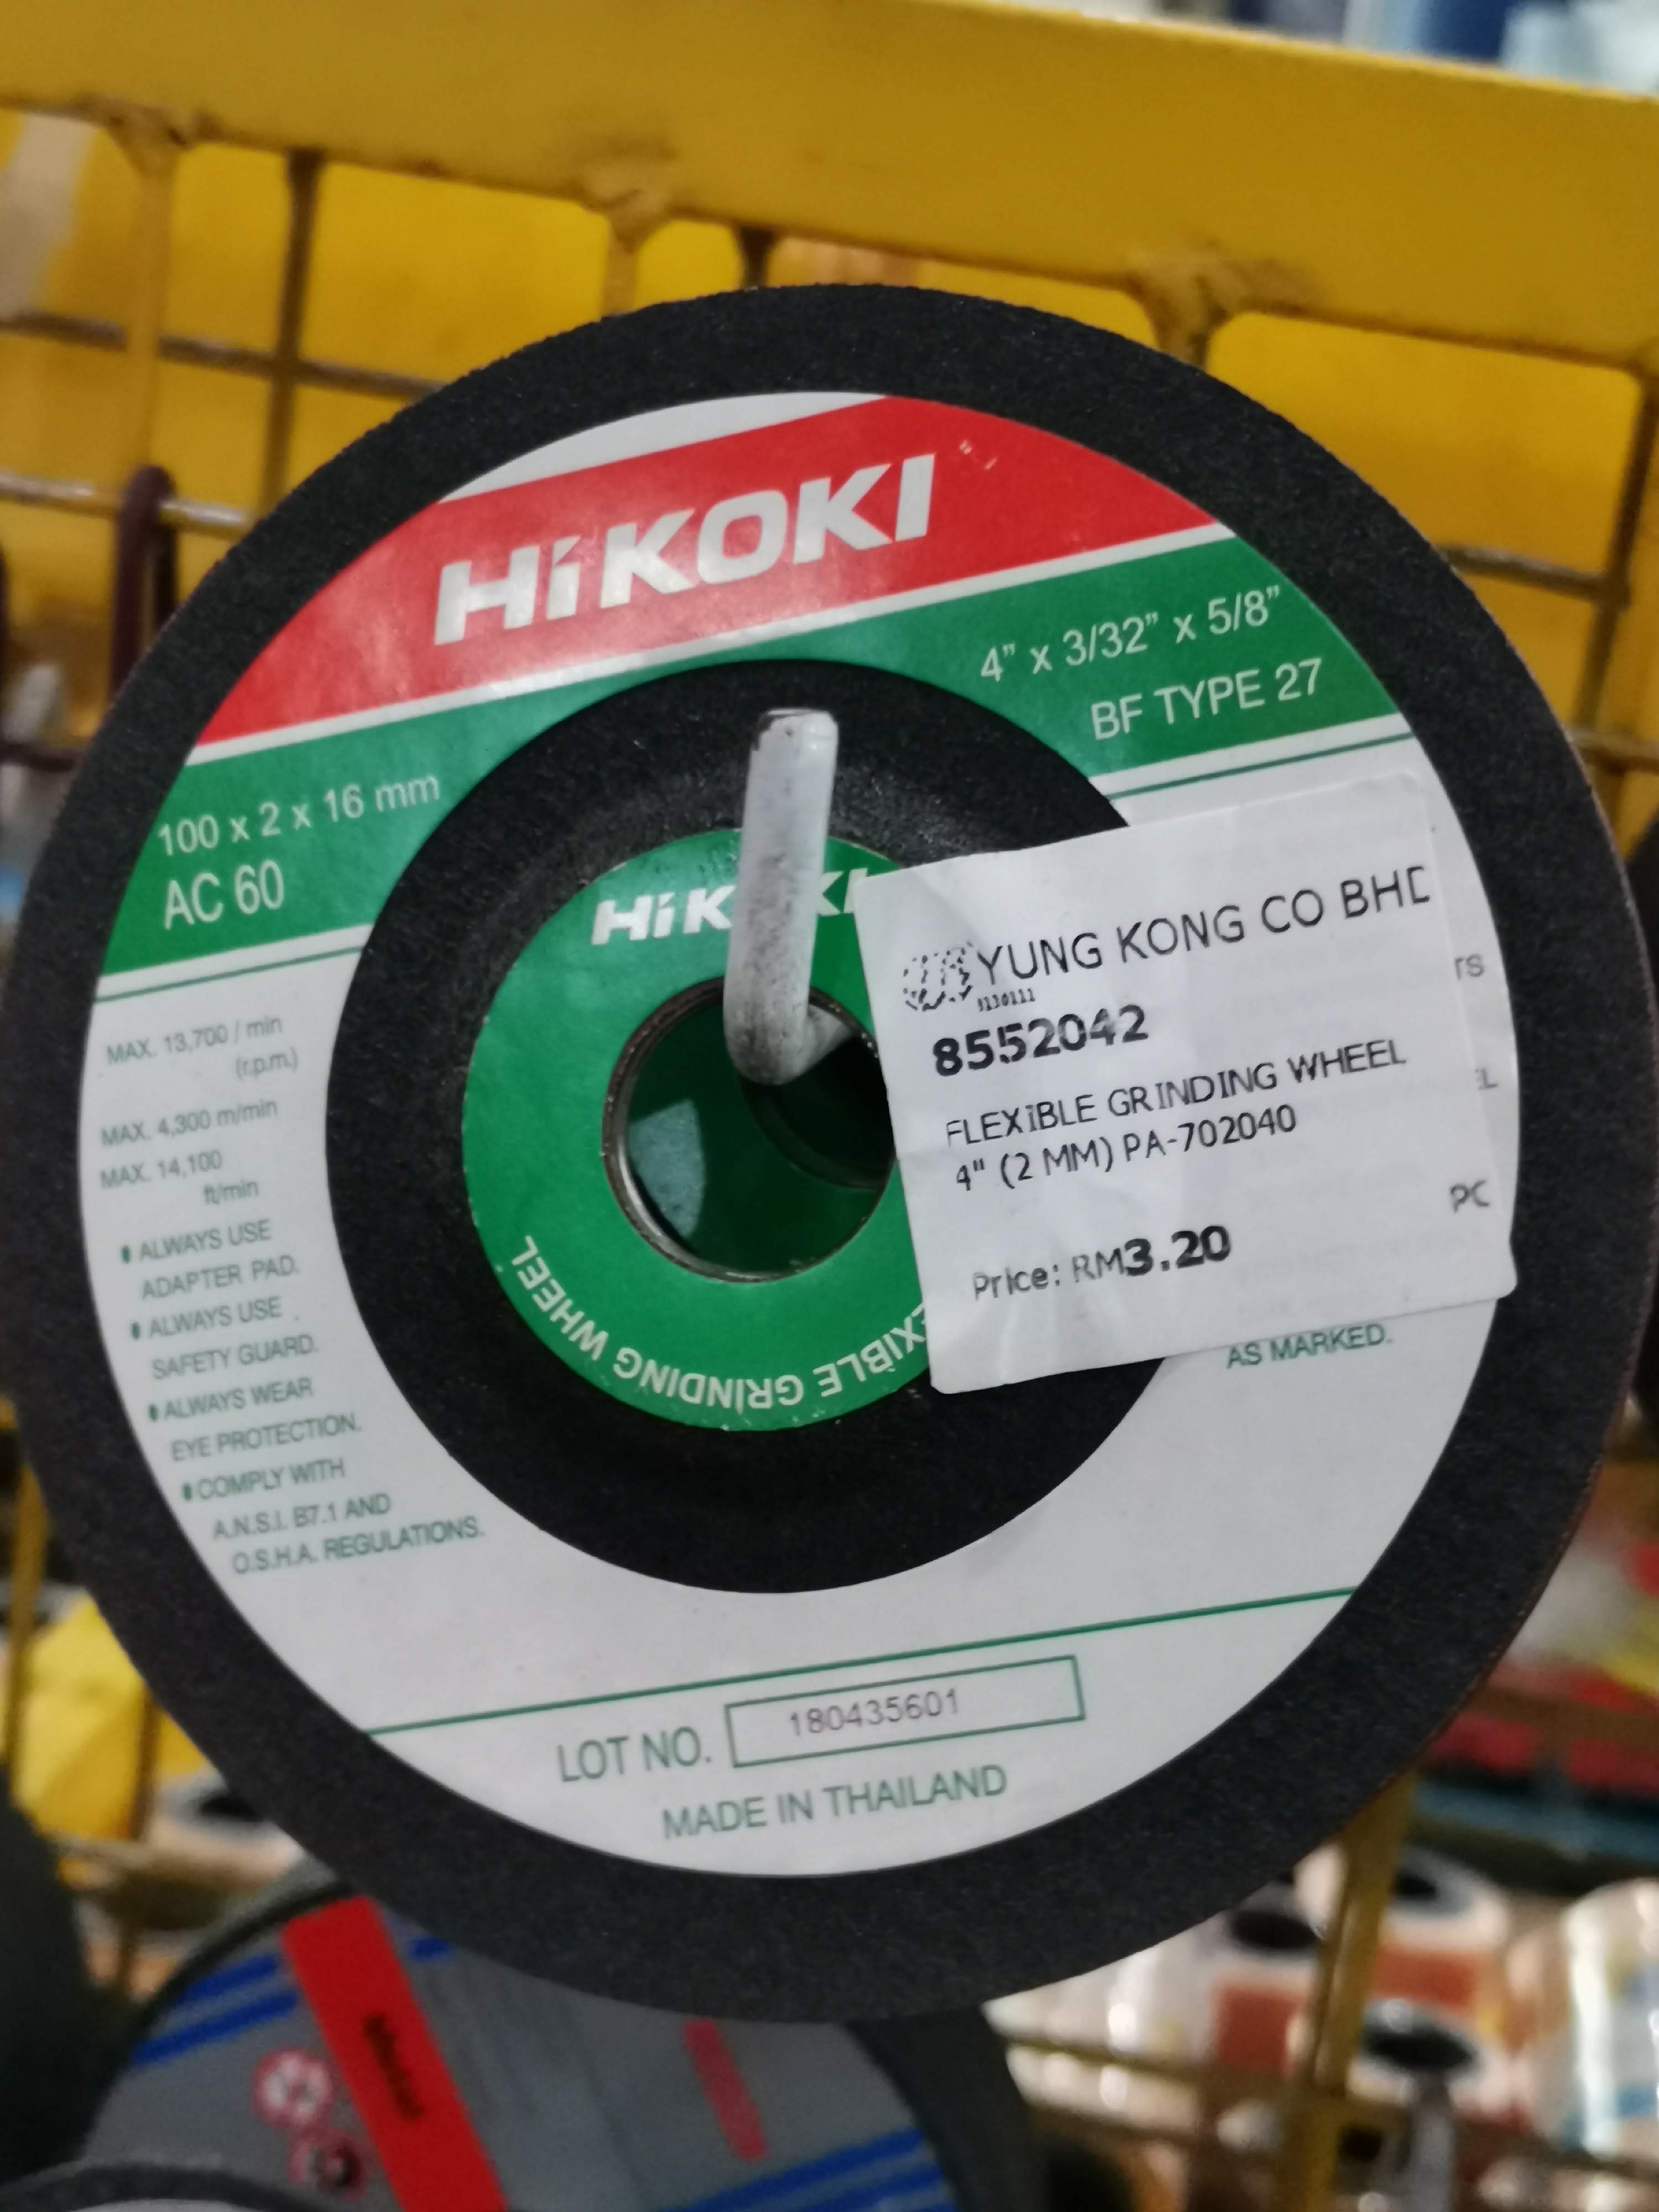 HiKOKI
4" x 3/32" x 5/8"
BF TYPE 27
100 x 2 x 16 mm
AC 60
MAX. 13,700 / min
(r.p.m.)
MAX. 4,300 m/min
MAX. 14,100
ft/min
• ALWAYS USE
ADAPTER PAD.
• ALWAYS USE
SAFETY GUARD.
• ALWAYS WEAR
EYE PROTECTION.
• COMPLY WITH
A.N.S.I. B7.1 AND
O.S.H.A. REGULATIONS.
GRINDING WHEEL
YUNG KONG CO BHD
8552042
FLEXIBLE GRINDING WHEEL
4" (2 MM) PA-702040
PC
Price: RM3.20
AS MARKED.
LOT NO. 180435601
MADE IN THAILAND